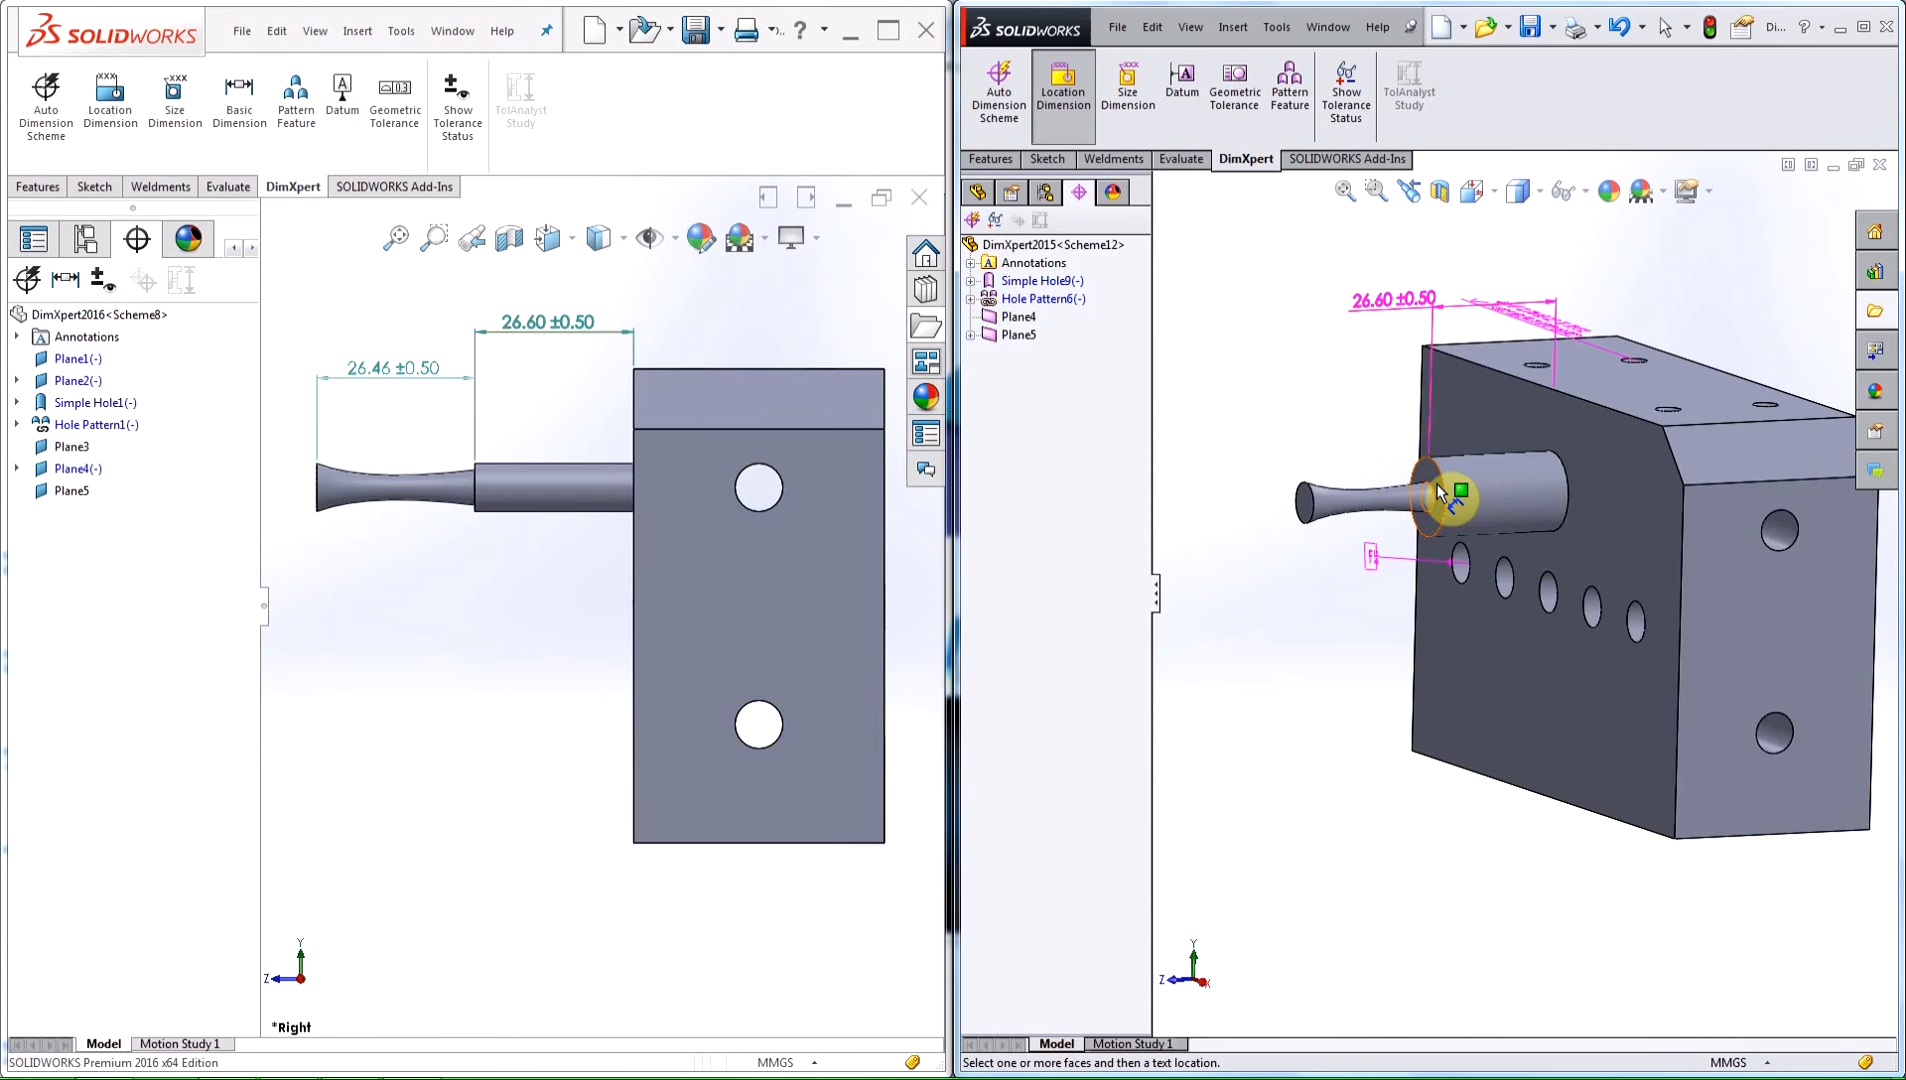 SOLIDWORKS File Edit View Insert Tools Window Help ?
Auto Dimension Scheme
Location Dimension
Size Dimension
Basic Dimension
Pattern Feature
Datum
Geometric Tolerance
Show Tolerance Status
TolAnalyst Study
Features Sketch Weldments Evaluate DimXpert SOLIDWORKS Add-Ins
DimXpert2016<Scheme8>
Annotations
Plane1(-)
Plane2(-)
Simple Hole1(-)
Hole Pattern1(-)
Plane3
Plane4(-)
Plane5
26.60 ±0.50
26.46 ±0.50
Y
Z
*Right
Model Motion Study 1
SOLIDWORKS Premium 2016 x64 Edition MMGS
SOLIDWORKS File Edit View Insert Tools Window Help Di... ?
Auto Dimension Scheme
Location Dimension
Size Dimension
Datum
Geometric Tolerance
Pattern Feature
Show Tolerance Status
TolAnalyst Study
Features Sketch Weldments Evaluate DimXpert SOLIDWORKS Add-Ins
DimXpert2015<Scheme12>
Annotations
Simple Hole9(-)
Hole Pattern6(-)
Plane4
Plane5
26.60 ±0.50
Y
Z
X
Model Motion Study 1
Select one or more faces and then a text location. MMGS